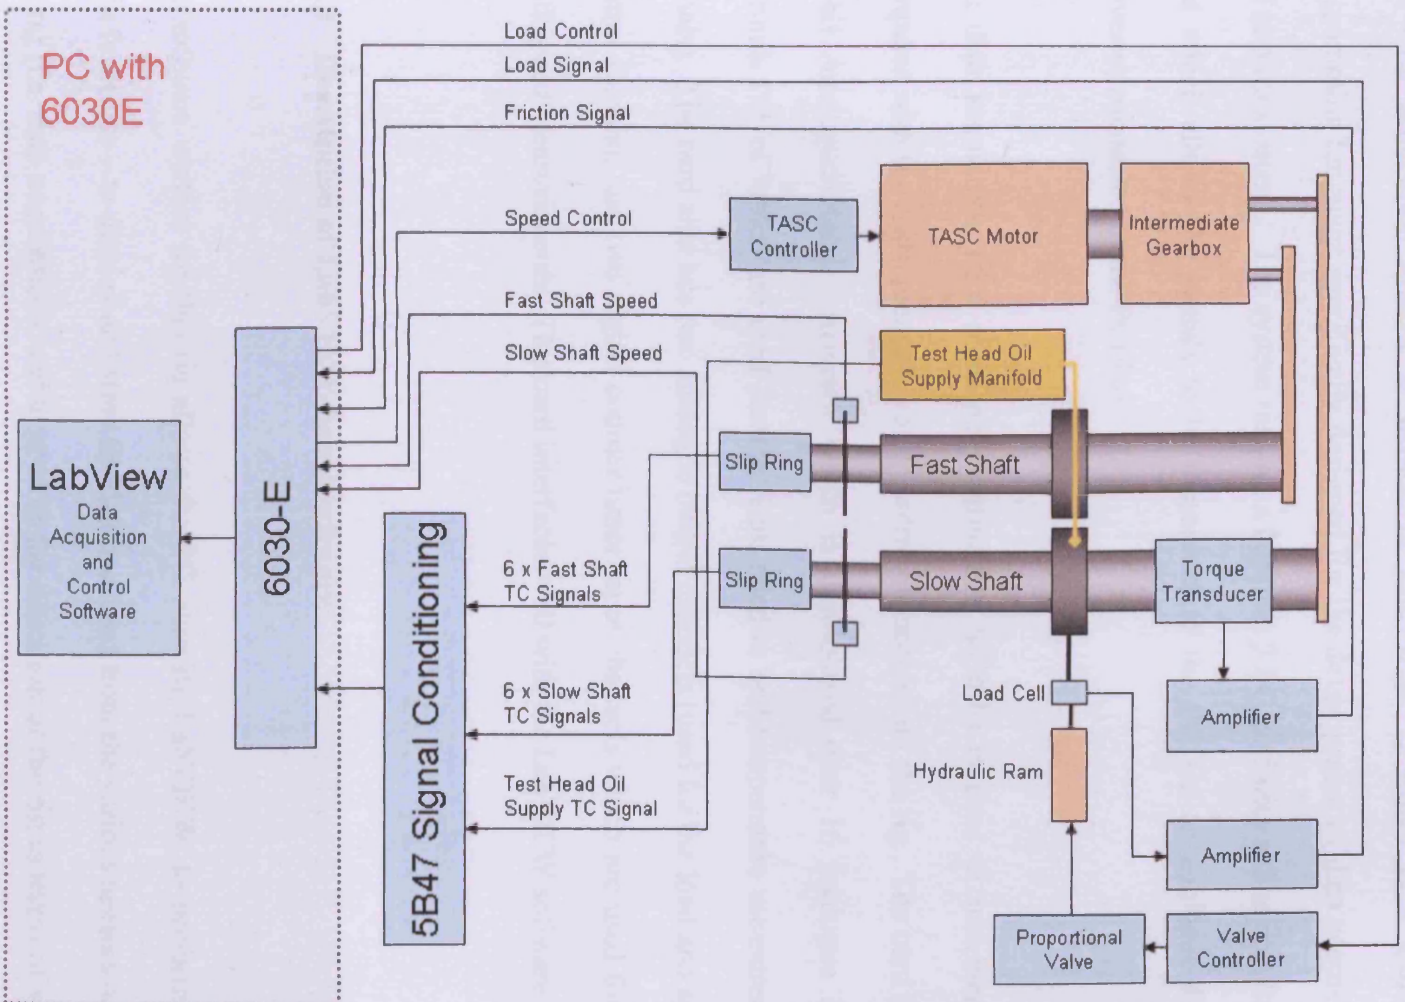 PC with
6030E
Load Control
Load Signal
Friction Signal
Speed Control
Fast Shaft Speed
Slow Shaft Speed
TASC
Controller
TASC Motor
Intermediate
Gearbox
Test Head Oil
Supply Manifold
Slip Ring
Fast Shaft
Slip Ring
Slow Shaft
Torque
Transducer
LabView
Data
Acquisition
and
Control
Software
6030-E
5B47 Signal Conditioning
6 x Fast Shaft
TC Signals
6 x Slow Shaft
TC Signals
Test Head Oil
Supply TC Signal
Load Cell
Amplifier
Hydraulic Ram
Amplifier
Proportional
Valve
Valve
Controller